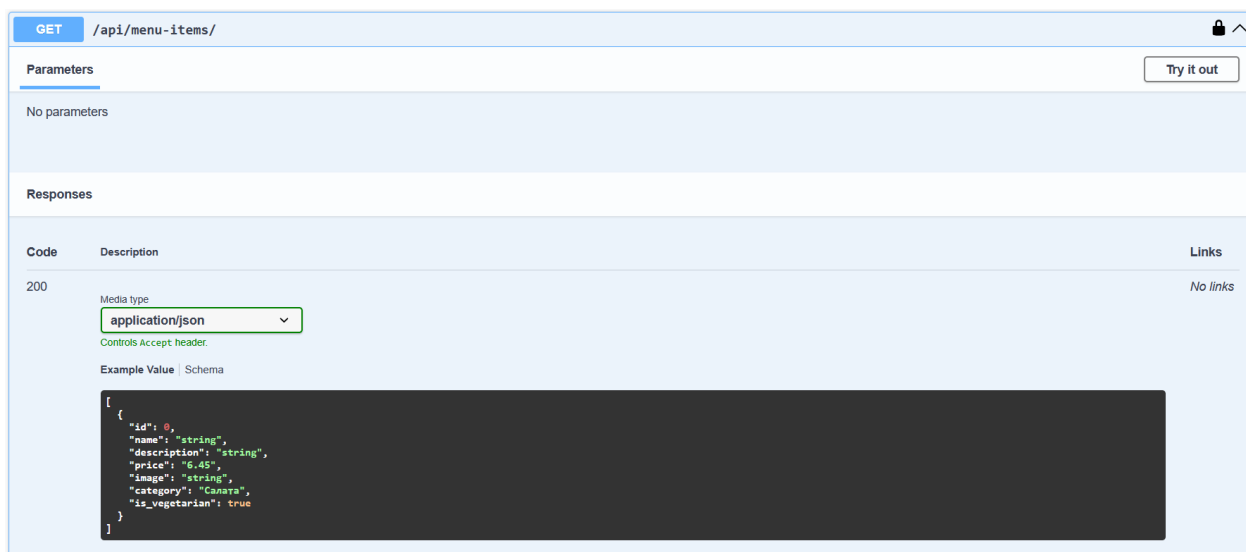 GET /api/menu-items/
Parameters
Try it out
No parameters
Responses
Code Description Links
200 No links
Media type
application/json
Controls Accept header.
Example Value Schema
[
  {
    "id": 0,
    "name": "string",
    "description": "string",
    "price": "6.45",
    "image": "string",
    "category": "Салата",
    "is_vegetarian": true
  }
]